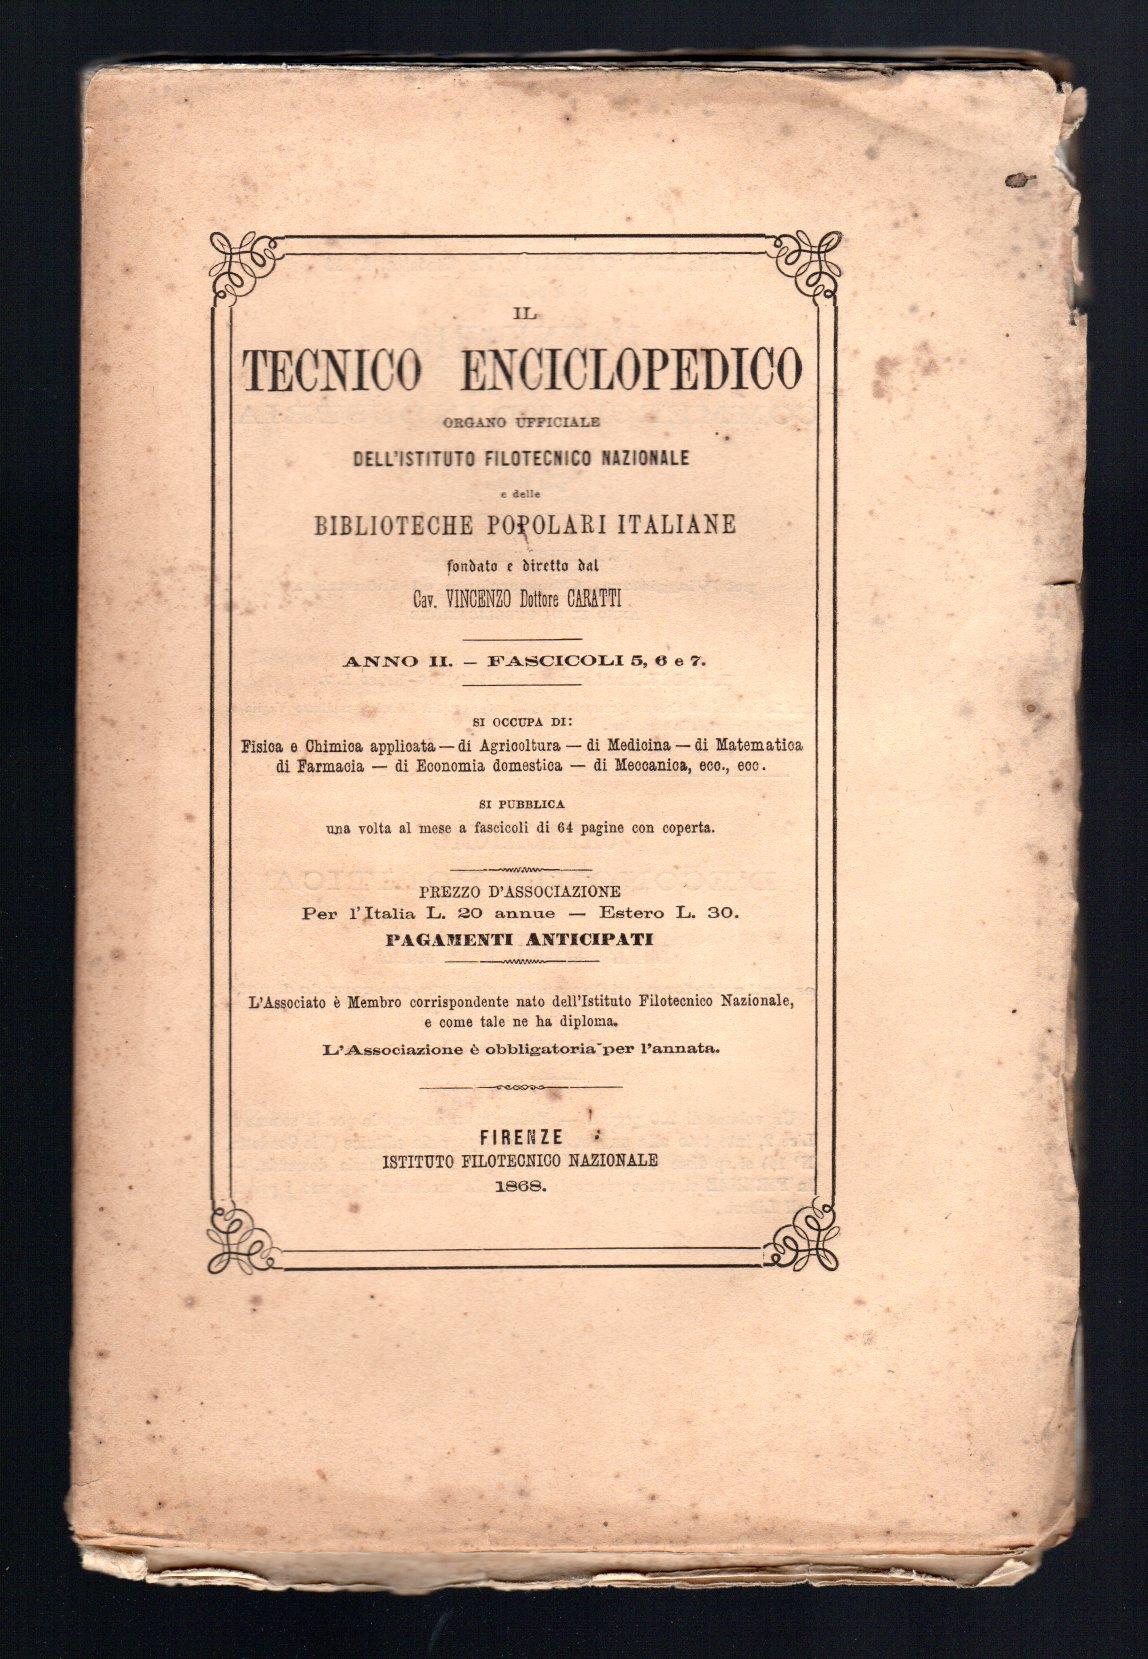 IL
TECNICO ENCICLOPEDICO
ORGANO UFFICIALE
DELL'ISTITUTO FILOTECNICO NAZIONALE
e delle
BIBLIOTECHE POPOLARI ITALIANE
fondato e diretto dal
Cav. VINCENZO Dottore CARATTI
ANNO II. — FASCICOLI 5, 6 e 7.
SI OCCUPA DI:
Fisica e Chimica applicata — di Agricoltura — di Medicina — di Matematica
di Farmacia — di Economia domestica — di Meccanica, ecc., ecc.
SI PUBBLICA
una volta al mese a fascicoli di 64 pagine con coperta.
PREZZO D'ASSOCIAZIONE
Per l'Italia L. 20 annue — Estero L. 30.
PAGAMENTI ANTICIPATI
L'Associato è Membro corrispondente nato dell'Istituto Filotecnico Nazionale,
e come tale ne ha diploma.
L'Associazione è obbligatoria per l'annata.
FIRENZE
ISTITUTO FILOTECNICO NAZIONALE
1868.